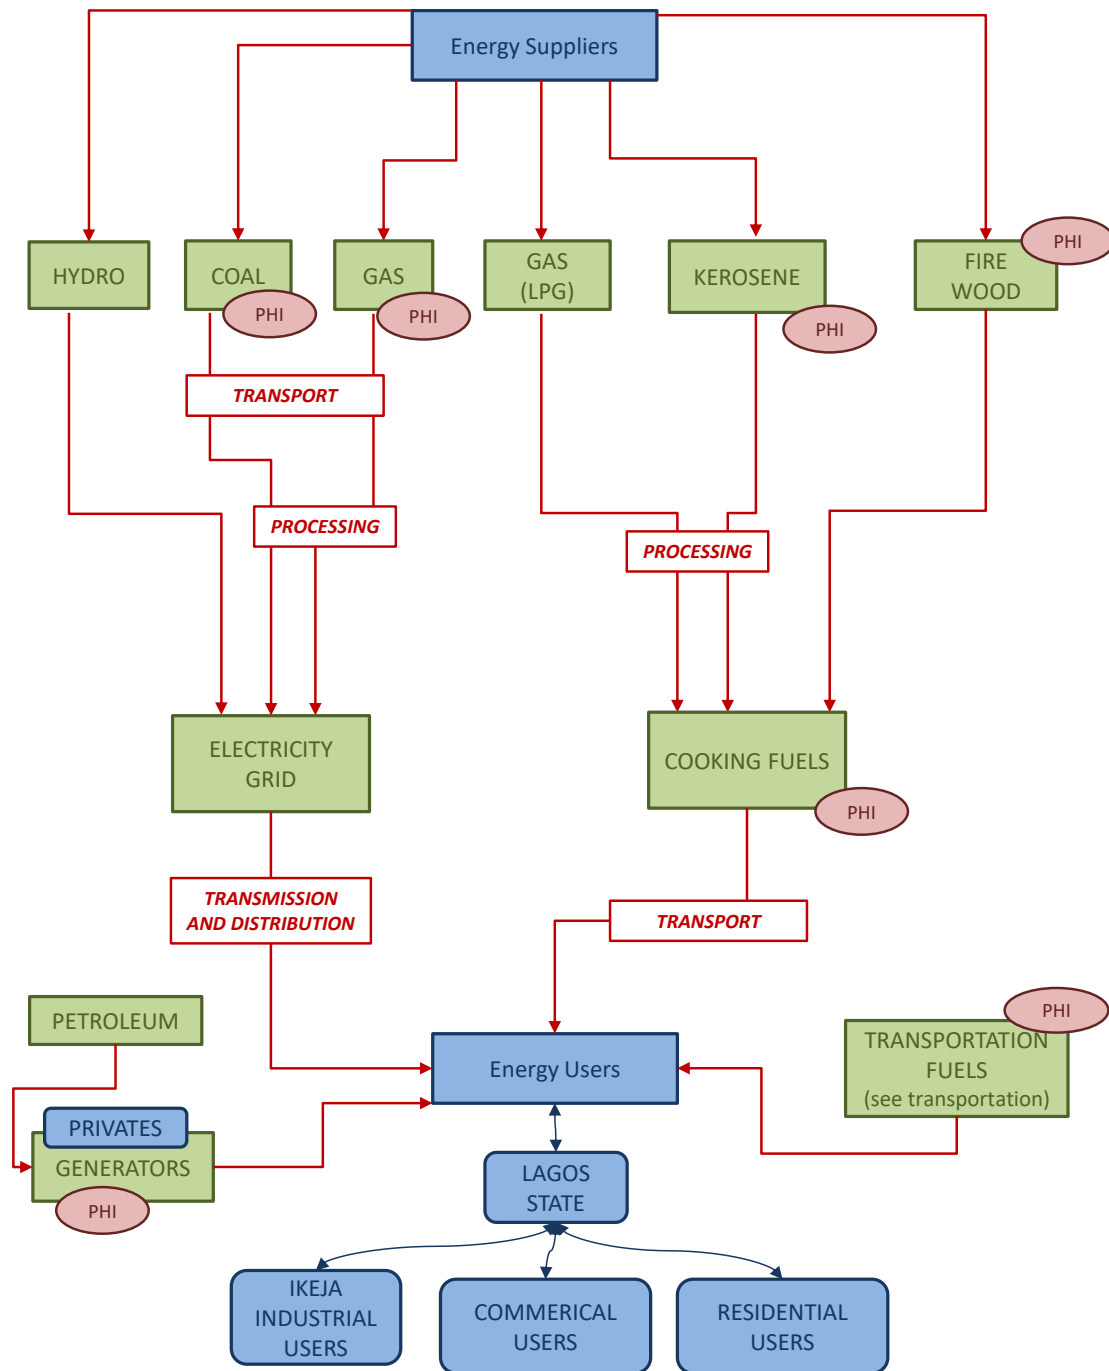 Energy Suppliers
HYDRO
COAL
PHI
GAS
PHI
GAS
(LPG)
KEROSENE
PHI
PHI
FIRE
WOOD
TRANSPORT
PROCESSING
PROCESSING
ELECTRICITY
GRID
COOKING FUELS
PHI
TRANSMISSION
AND DISTRIBUTION
TRANSPORT
PETROLEUM
PRIVATES
GENERATORS
PHI
Energy Users
PHI
TRANSPORTATION
FUELS
(see transportation)
LAGOS
STATE
IKEJA
INDUSTRIAL
USERS
COMMERICAL
USERS
RESIDENTIAL
USERS